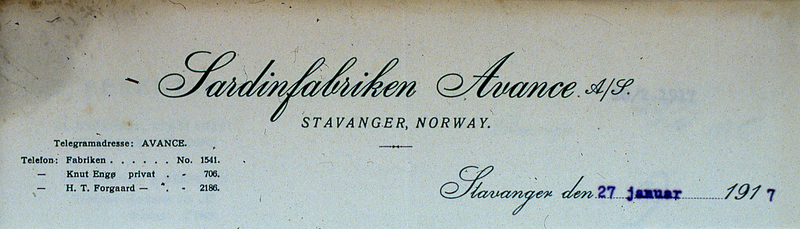 Sardinfabriken Avance A/S.
STAVANGER, NORWAY.
Telegramadresse: AVANCE.
Telefon: Fabriken . . . . . . No. 1541.
— Knut Engø privat . „ 706.
— H. T. Forgaard — „ 2186.
Stavanger den 27 januar 1917